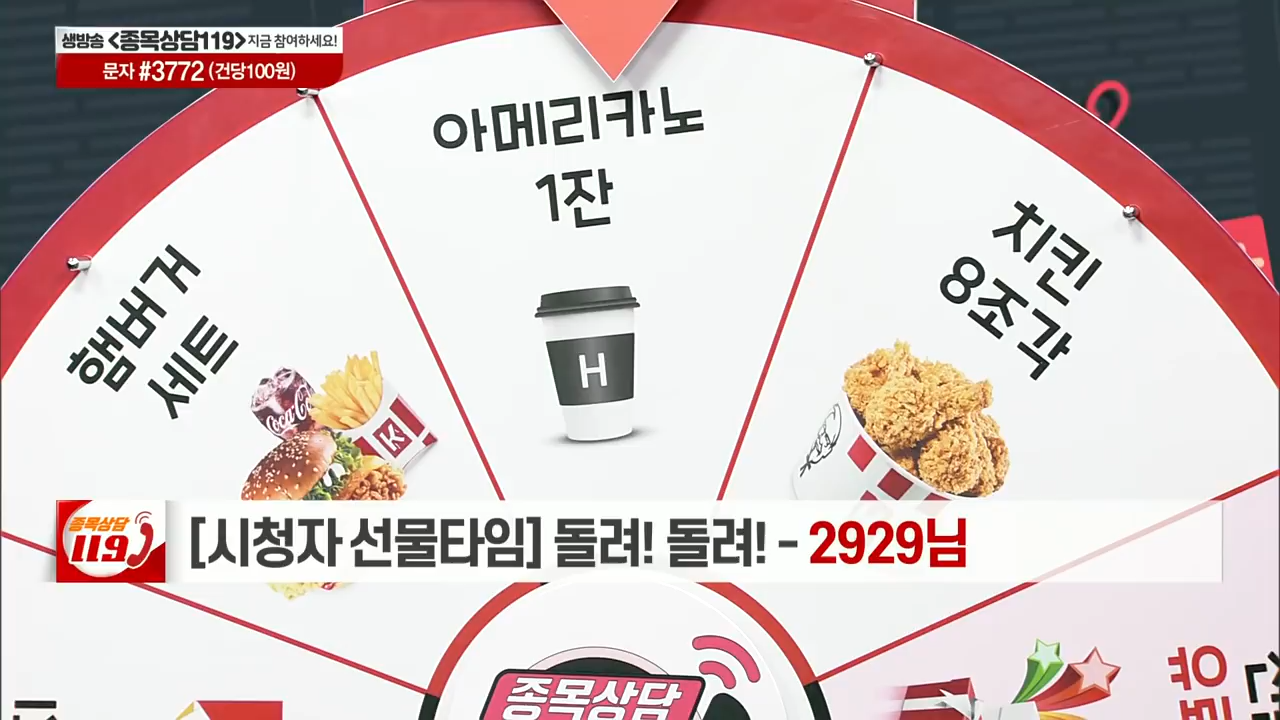 생방송 <종목상담119> 지금 참여하세요!
문자 #3772 (건당100원)
아메리카노
1잔
햄버거
세트
치킨
8조각
Coca-Co
K
H
KFC
종목상담
119
[시청자 선물타임] 돌려! 돌려! - 2929님
종목상담